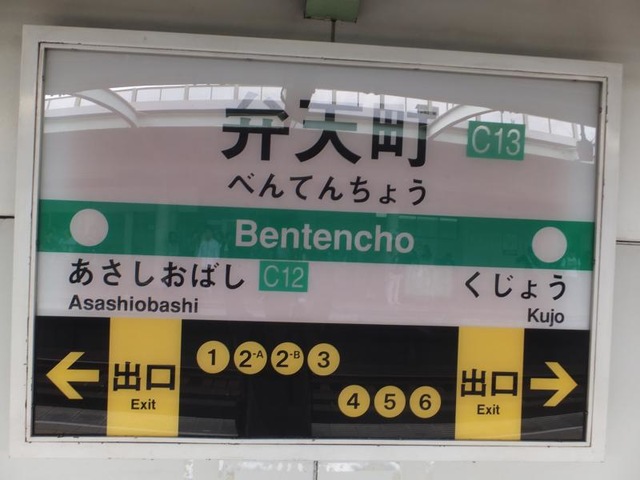 弁天町 C13
べんてんちょう
Bentencho
あさしおばし C12 くじょう
Asashiobashi Kujo
← 出口 1 2-A 2-B 3 4 5 6 出口 →
Exit Exit